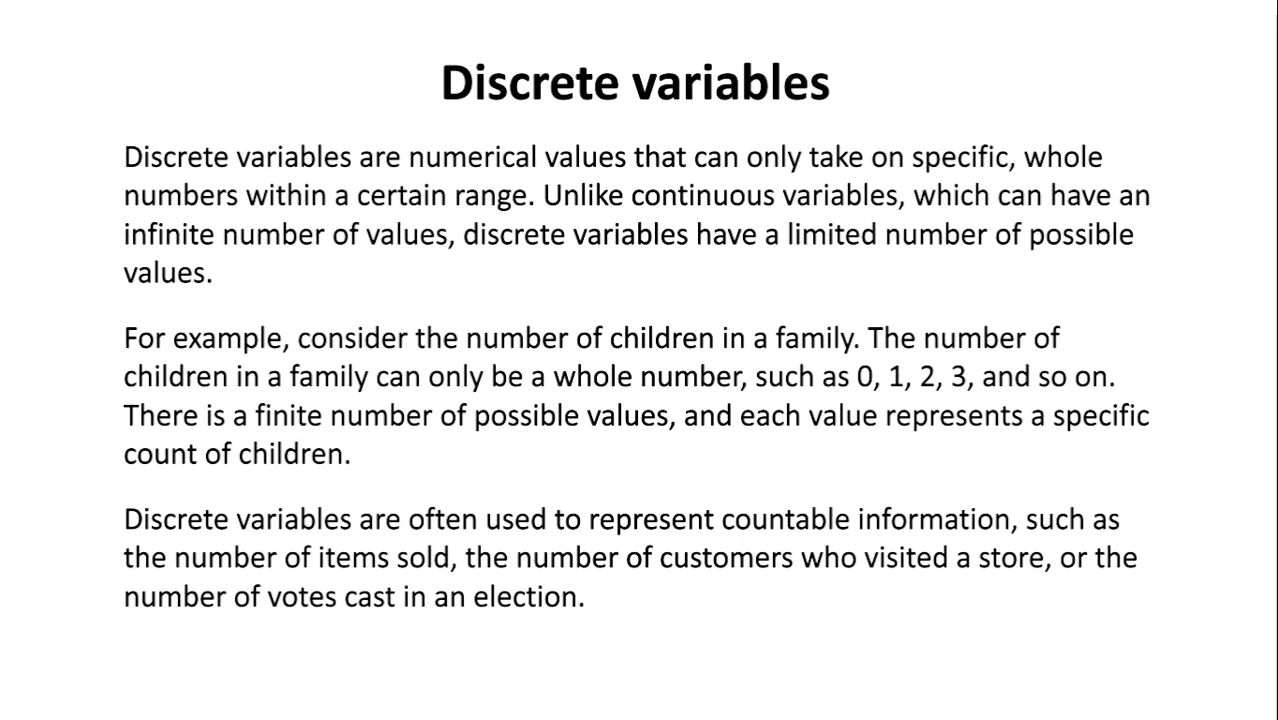 Discrete variables
Discrete variables are numerical values that can only take on specific, whole
numbers within a certain range. Unlike continuous variables, which can have an
infinite number of values, discrete variables have a limited number of possible
values.
For example, consider the number of children in a family. The number of
children in a family can only be a whole number, such as 0, 1, 2, 3, and so on.
There is a finite number of possible values, and each value represents a specific
count of children.
Discrete variables are often used to represent countable information, such as
the number of items sold, the number of customers who visited a store, or the
number of votes cast in an election.